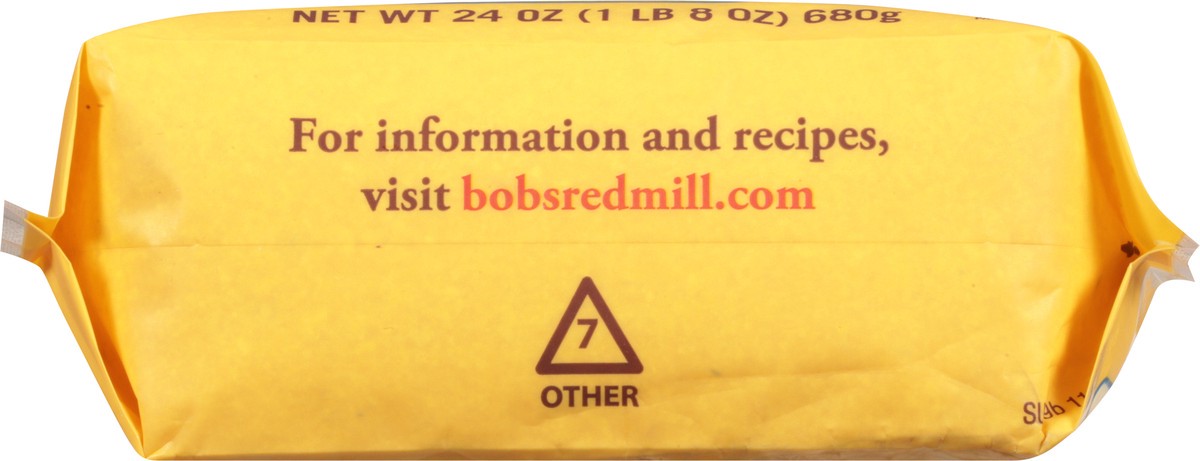 NET WT 24 OZ (1 LB 8 OZ) 680g
For information and recipes,
visit bobsredmill.com
7
OTHER